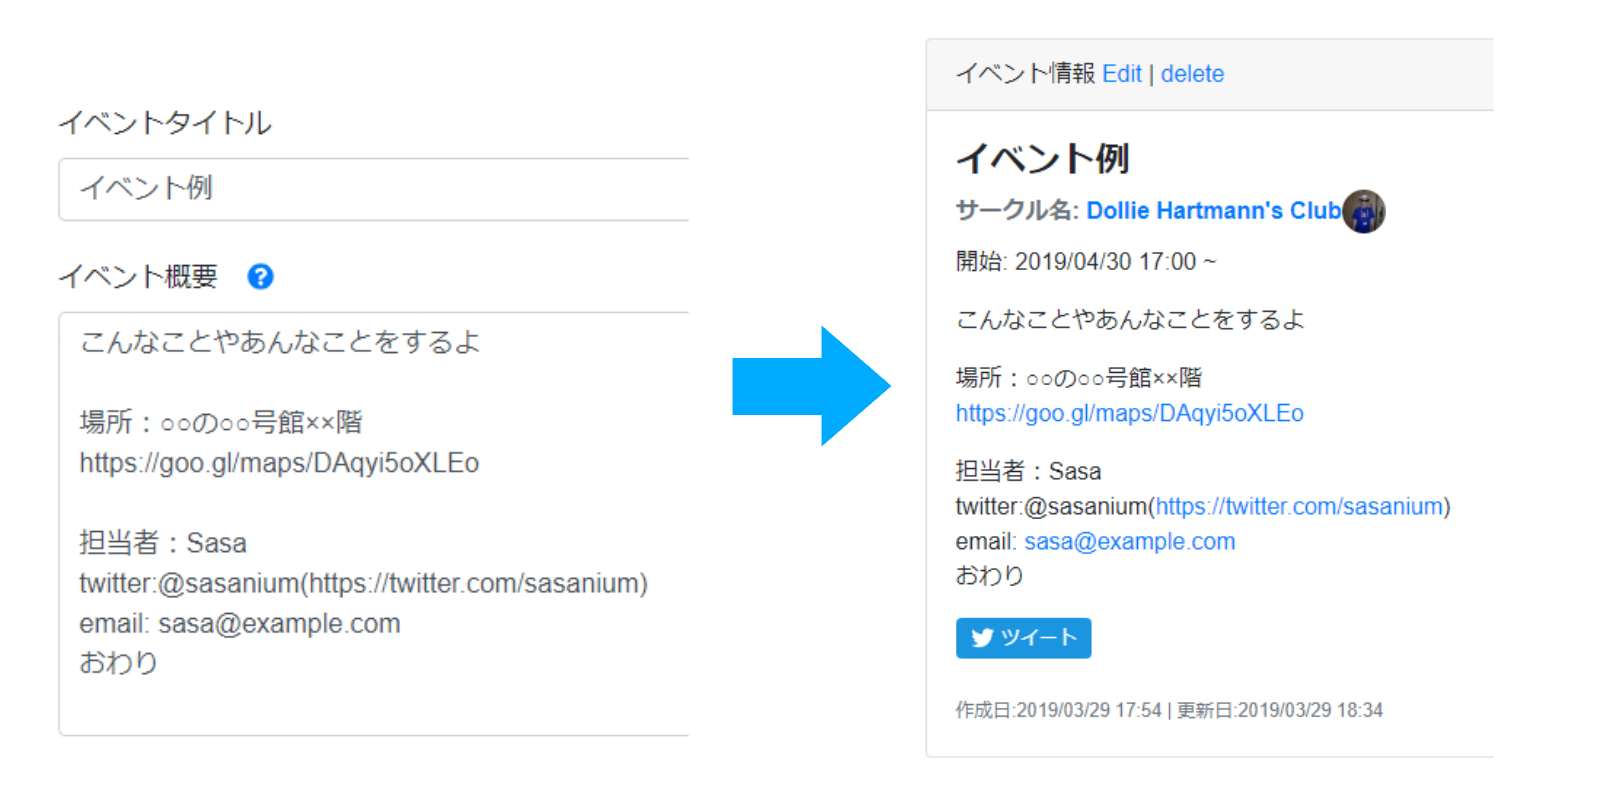 イベントタイトル
イベント例
イベント概要
こんなことやあんなことをするよ
場所：○○の○○号館××階
https://goo.gl/maps/DAqyi5oXLEo
担当者：Sasa
twitter:@sasanium(https://twitter.com/sasanium)
email: sasa@example.com
おわり
イベント情報 Edit | delete
イベント例
サークル名: Dollie Hartmann's Club
開始: 2019/04/30 17:00 ~
こんなことやあんなことをするよ
場所：○○の○○号館××階
https://goo.gl/maps/DAqyi5oXLEo
担当者：Sasa
twitter:@sasanium(https://twitter.com/sasanium)
email: sasa@example.com
おわり
ツイート
作成日:2019/03/29 17:54 | 更新日:2019/03/29 18:34